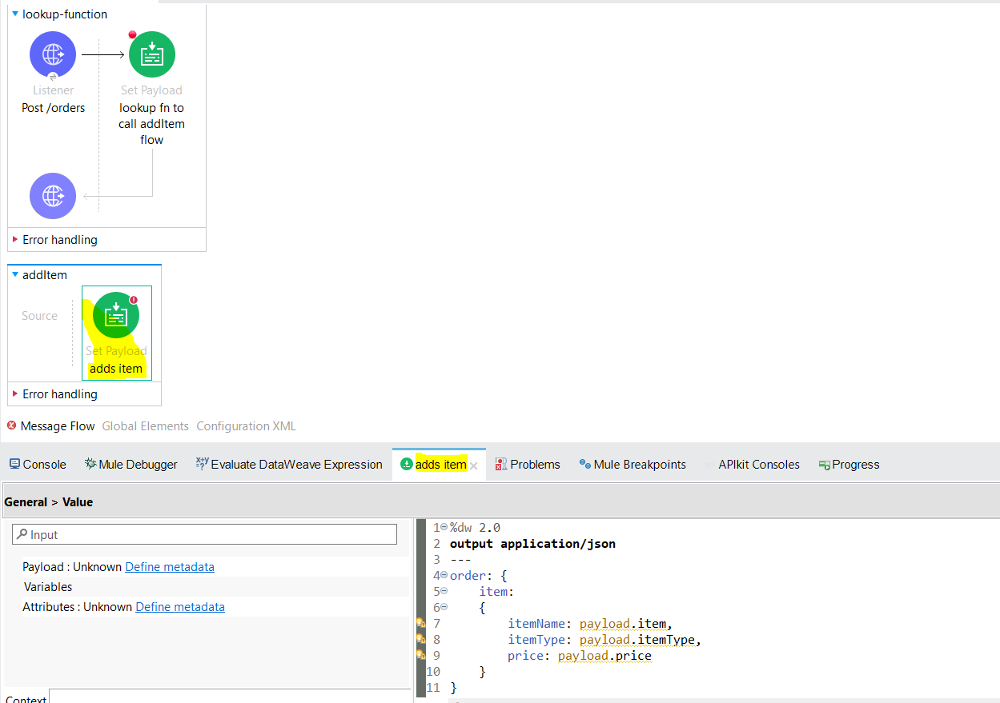 lookup-function
Listener
Post /orders
Set Payload
lookup fn to
call addItem
flow
Error handling
addItem
Source
Set Payload
adds item
Error handling
Message Flow Global Elements Configuration XML
Console Mule Debugger Evaluate DataWeave Expression adds item Problems Mule Breakpoints APIkit Consoles Progress
General > Value
Input
Payload : Unknown Define metadata
Variables
Attributes : Unknown Define metadata
Context
1 %dw 2.0
2 output application/json
3 ---
4 order: {
5 item:
6 {
7 itemName: payload.item,
8 itemType: payload.itemType,
9 price: payload.price
10 }
11 }